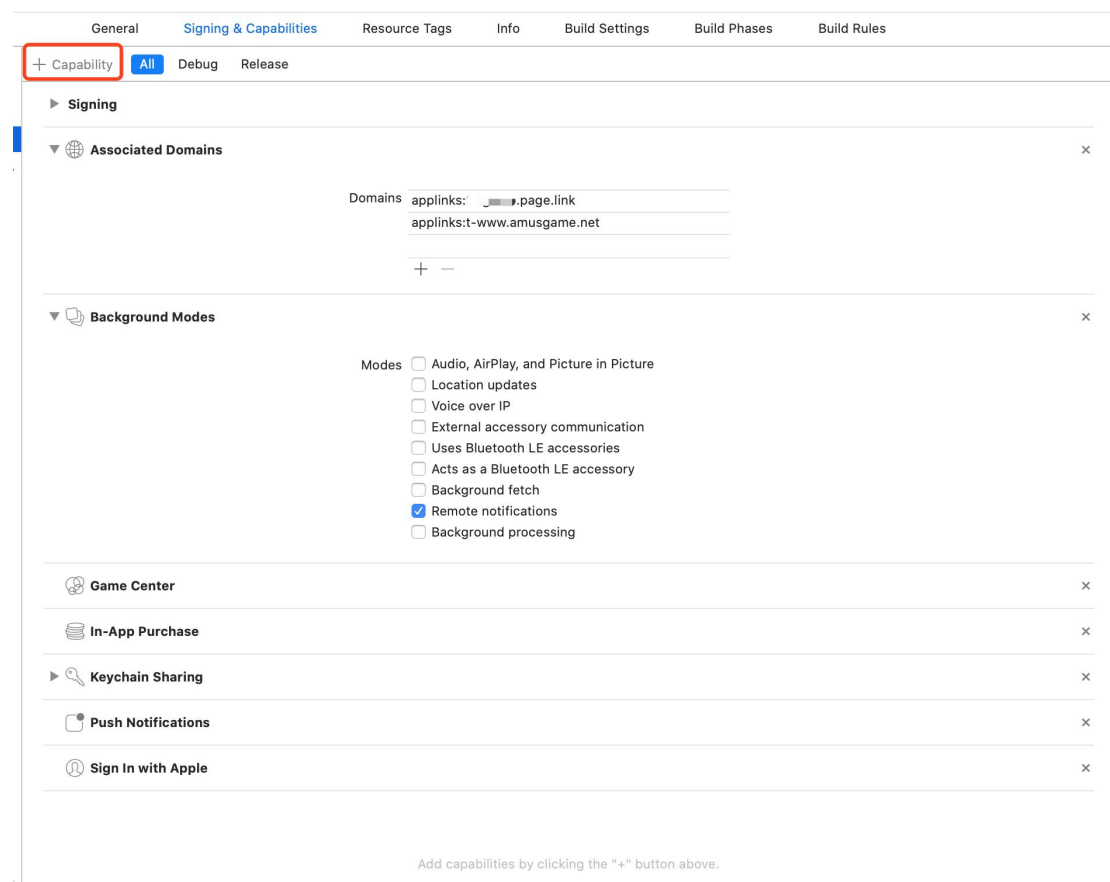 General Signing & Capabilities Resource Tags Info Build Settings Build Phases Build Rules
+ Capability All Debug Release
Signing
Associated Domains
Domains applinks: .page.link
applinks:t-www.amusgame.net
Background Modes
Modes Audio, AirPlay, and Picture in Picture
Location updates
Voice over IP
External accessory communication
Uses Bluetooth LE accessories
Acts as a Bluetooth LE accessory
Background fetch
Remote notifications
Background processing
Game Center
In-App Purchase
Keychain Sharing
Push Notifications
Sign In with Apple
Add capabilities by clicking the "+" button above.